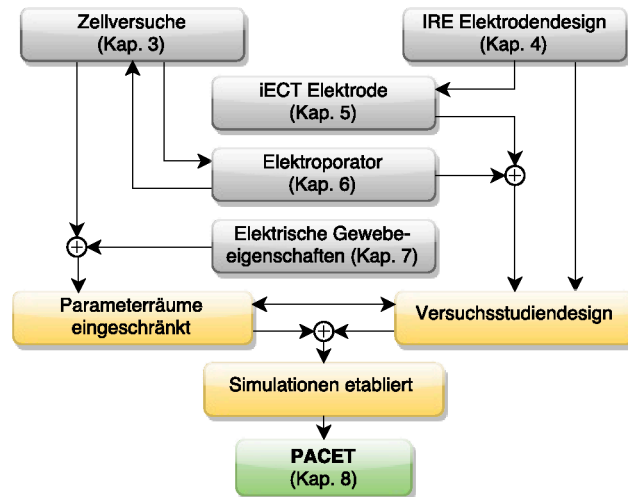 Zellversuche
(Kap. 3)
IRE Elektrodendesign
(Kap. 4)
iECT Elektrode
(Kap. 5)
Elektroporator
(Kap. 6)
Elektrische Gewebe-
eigenschaften (Kap. 7)
Parameterräume
eingeschränkt
Versuchsstudiendesign
Simulationen etabliert
PACET
(Kap. 8)